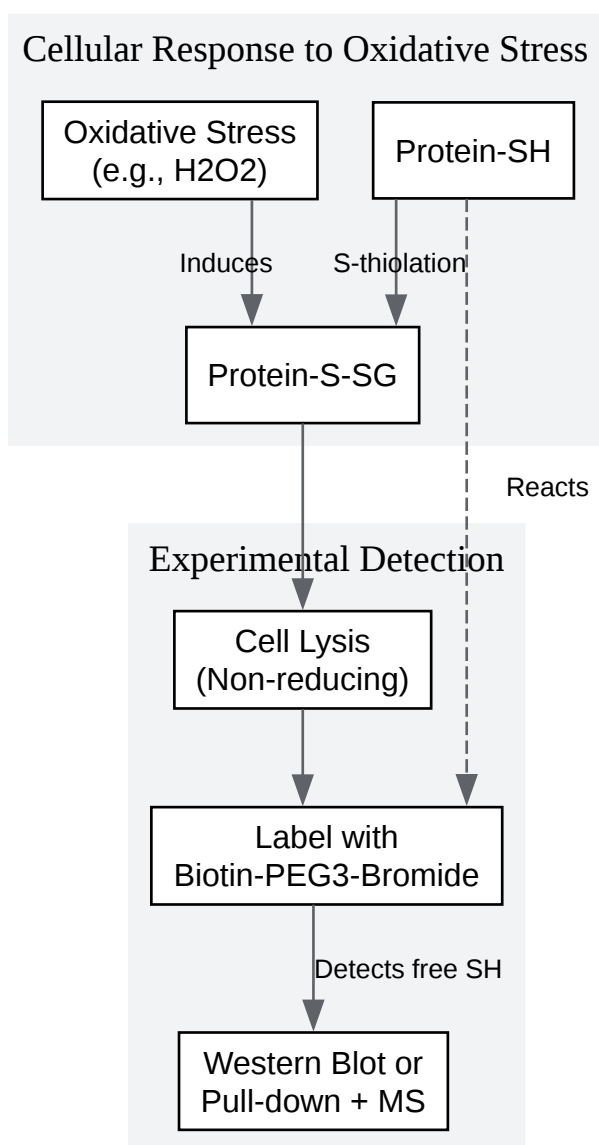 Cellular Response to Oxidative Stress
Oxidative Stress
(e.g., H2O2)
Protein-SH
Induces
S-thiolation
Protein-S-SG
Reacts
Experimental Detection
Cell Lysis
(Non-reducing)
Label with
Biotin-PEG3-Bromide
Detects free SH
Western Blot or
Pull-down + MS